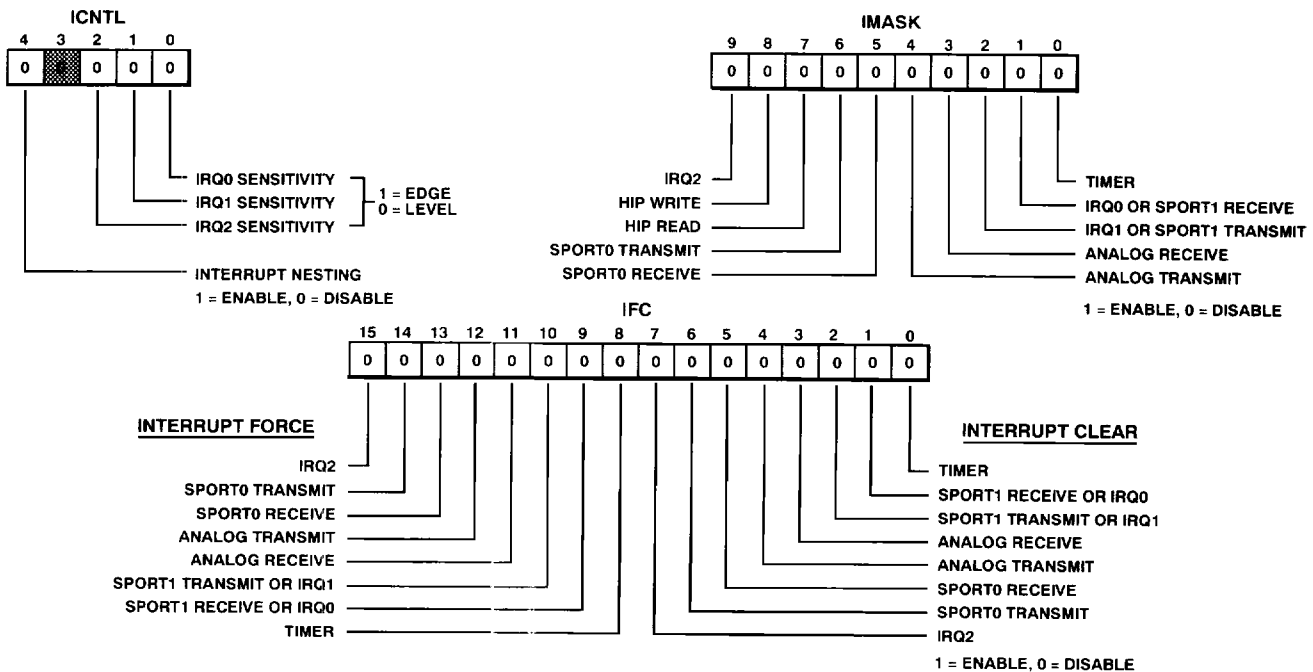 ICNTL
4 3 2 1 0
0 0 0 0 0
IRQ0 SENSITIVITY
IRQ1 SENSITIVITY
IRQ2 SENSITIVITY
1 = EDGE
0 = LEVEL
INTERRUPT NESTING
1 = ENABLE, 0 = DISABLE
IMASK
9 8 7 6 5 4 3 2 1 0
0 0 0 0 0 0 0 0 0 0
IRQ2
HIP WRITE
HIP READ
SPORT0 TRANSMIT
SPORT0 RECEIVE
TIMER
IRQ0 OR SPORT1 RECEIVE
IRQ1 OR SPORT1 TRANSMIT
ANALOG RECEIVE
ANALOG TRANSMIT
1 = ENABLE, 0 = DISABLE
IFC
15 14 13 12 11 10 9 8 7 6 5 4 3 2 1 0
0 0 0 0 0 0 0 0 0 0 0 0 0 0 0 0
INTERRUPT FORCE
IRQ2
SPORT0 TRANSMIT
SPORT0 RECEIVE
ANALOG TRANSMIT
ANALOG RECEIVE
SPORT1 TRANSMIT OR IRQ1
SPORT1 RECEIVE OR IRQ0
TIMER
INTERRUPT CLEAR
TIMER
SPORT1 RECEIVE OR IRQ0
SPORT1 TRANSMIT OR IRQ1
ANALOG RECEIVE
ANALOG TRANSMIT
SPORT0 RECEIVE
SPORT0 TRANSMIT
IRQ2
1 = ENABLE, 0 = DISABLE